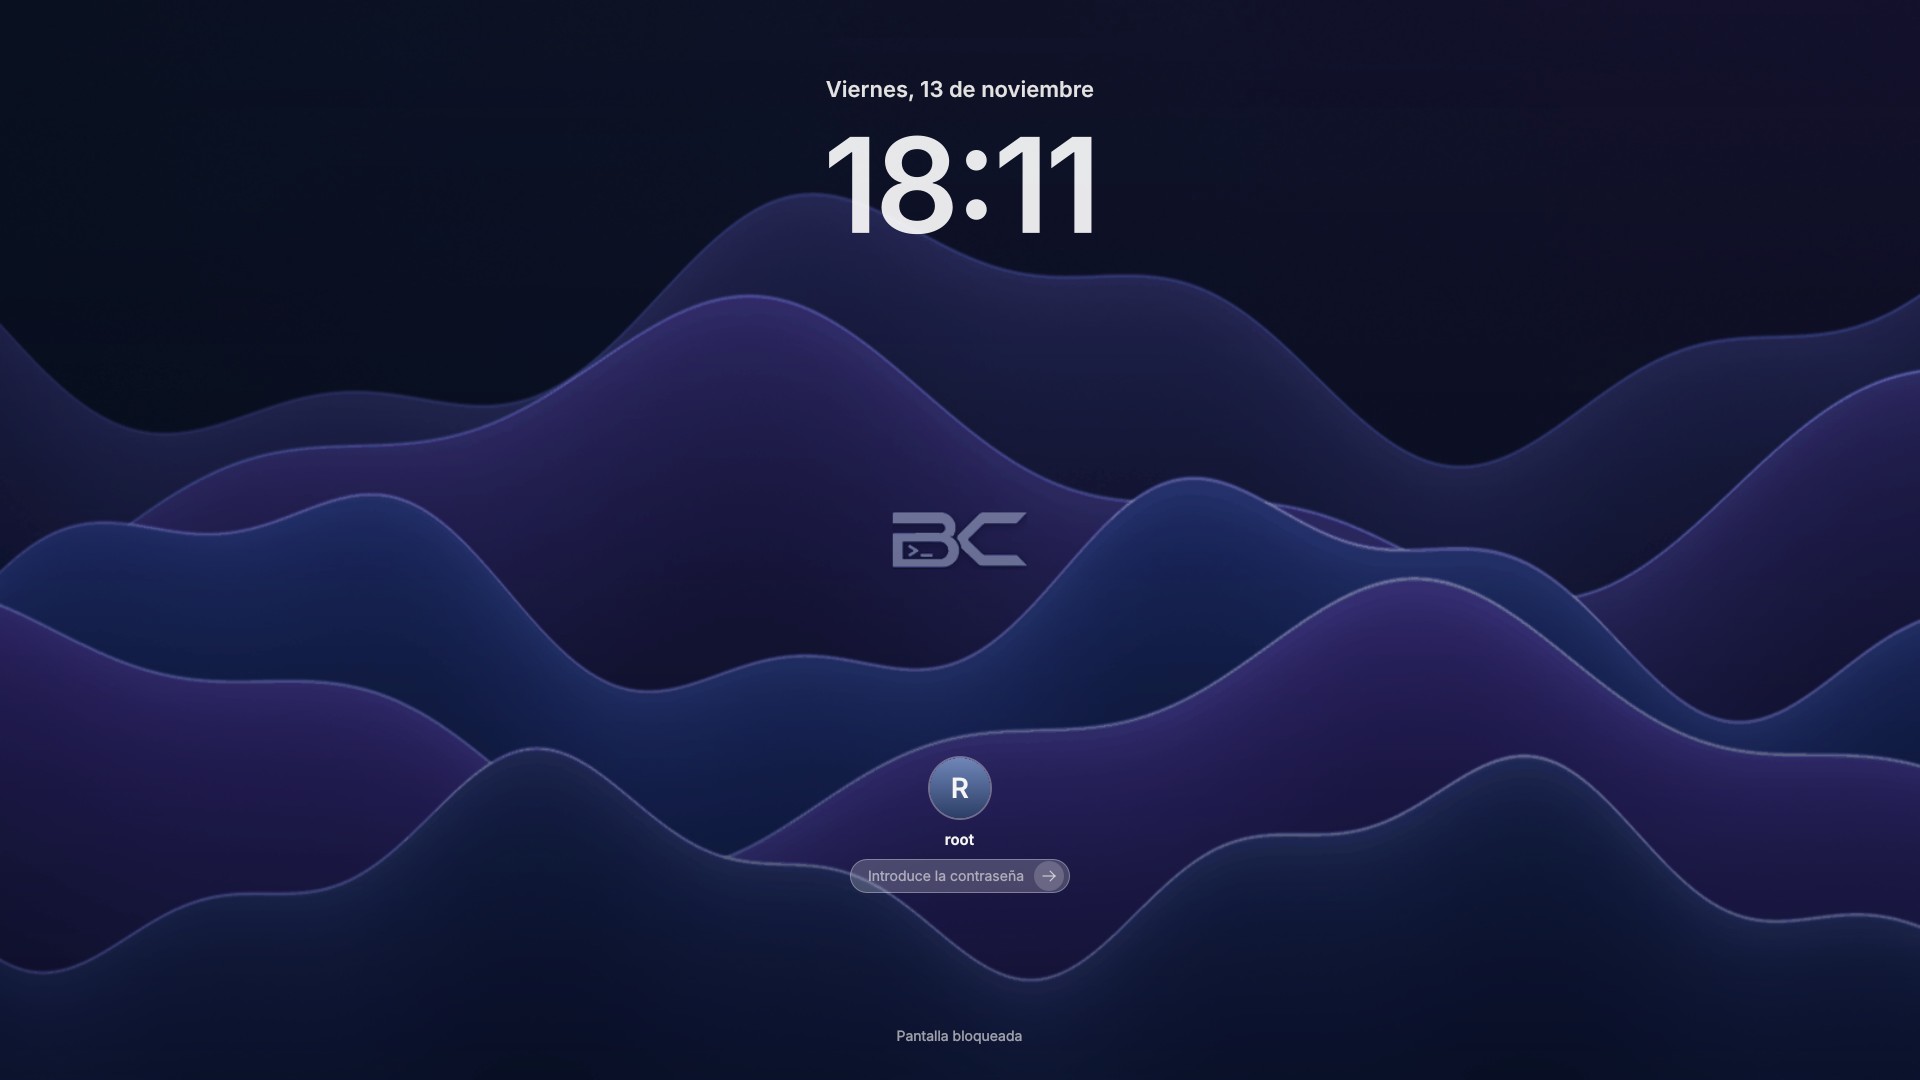 Viernes, 13 de noviembre
18:11
BC
>_
R
root
Introduce la contraseña
Pantalla bloqueada